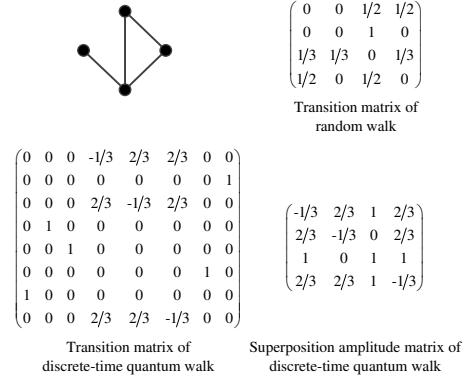 0 0 1/2 1/2
0 0 1 0
1/3 1/3 0 1/3
1/2 0 1/2 0
Transition matrix of
random walk
0 0 0 -1/3 2/3 2/3 0 0
0 0 0 0 0 0 0 1
0 0 0 2/3 -1/3 2/3 0 0
0 1 0 0 0 0 0 0
0 0 1 0 0 0 0 0
0 0 0 0 0 0 1 0
1 0 0 0 0 0 0 0
0 0 0 2/3 2/3 -1/3 0 0
Transition matrix of
discrete-time quantum walk
-1/3 2/3 1 2/3
2/3 -1/3 0 2/3
1 0 1 1
2/3 2/3 1 -1/3
Superposition amplitude matrix of
discrete-time quantum walk